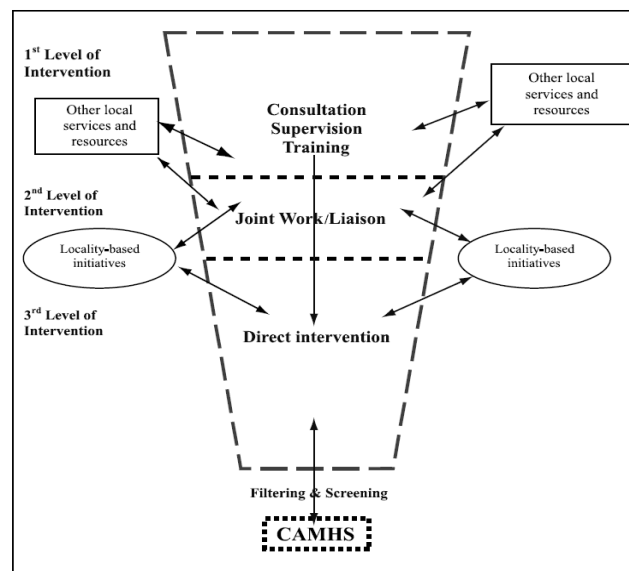 1st Level of
Intervention
Other local
services and
resources
Consultation
Supervision
Training
Other local
services and
resources
2nd Level of
Intervention
Joint Work/Liaison
Locality-based
initiatives
Locality-based
initiatives
3rd Level of
Intervention
Direct intervention
Filtering & Screening
CAMHS